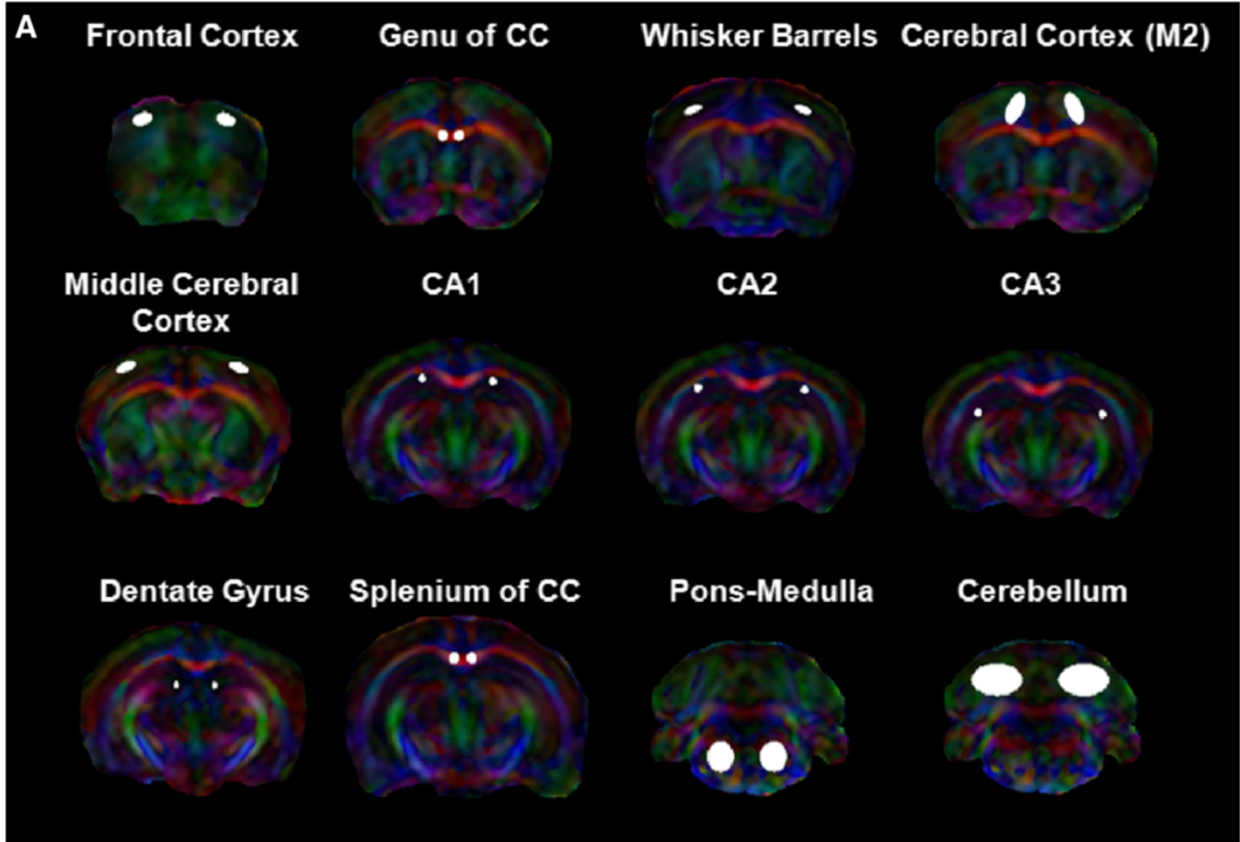 A
Frontal Cortex
Genu of CC
Whisker Barrels
Cerebral Cortex (M2)
Middle Cerebral
Cortex
CA1
CA2
CA3
Dentate Gyrus
Splenium of CC
Pons-Medulla
Cerebellum